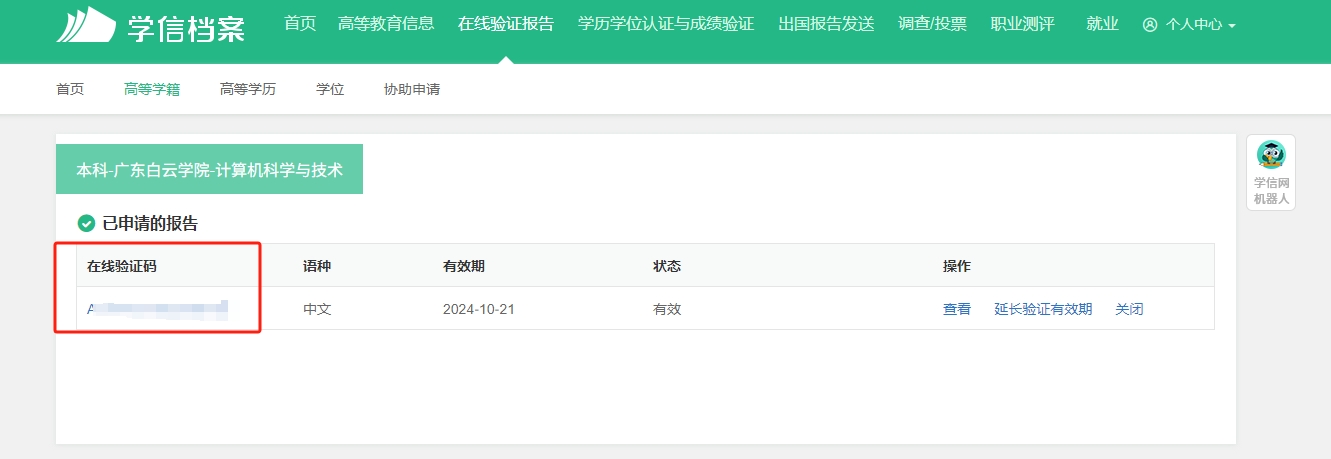 学信档案 首页 高等教育信息 在线验证报告 学历学位认证与成绩验证 出国报告发送 调查/投票 职业测评 就业 个人中心
首页 高等学籍 高等学历 学位 协助申请
本科-广东白云学院-计算机科学与技术
学信网
机器人
已申请的报告
在线验证码 语种 有效期 状态 操作
A 中文 2024-10-21 有效 查看 延长验证有效期 关闭